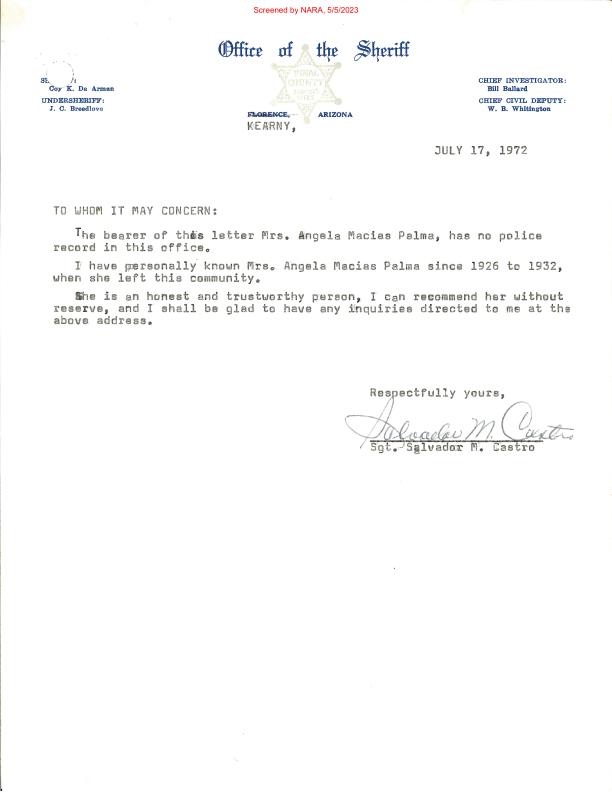 Screened by NARA, 5/5/2023
Office of the Sheriff
PINAL
COUNTY
Coy K. De Arman
UNDERSHERIFF:
J. C. Breedlove
CHIEF INVESTIGATOR:
Bill Ballard
CHIEF CIVIL DEPUTY:
W. B. Whitington
FLORENCE, ARIZONA
KEARNY,
JULY 17, 1972
TO WHOM IT MAY CONCERN:
The bearer of this letter Mrs. Angela Macias Palma, has no police
record in this office.
I have personally known Mrs. Angela Macias Palma since 1926 to 1932,
when she left this community.
She is an honest and trustworthy person, I can recommend her without
reserve, and I shall be glad to have any inquiries directed to me at the
above address.
Respectfully yours,
Salvador M. Castro
Sgt. Salvador M. Castro